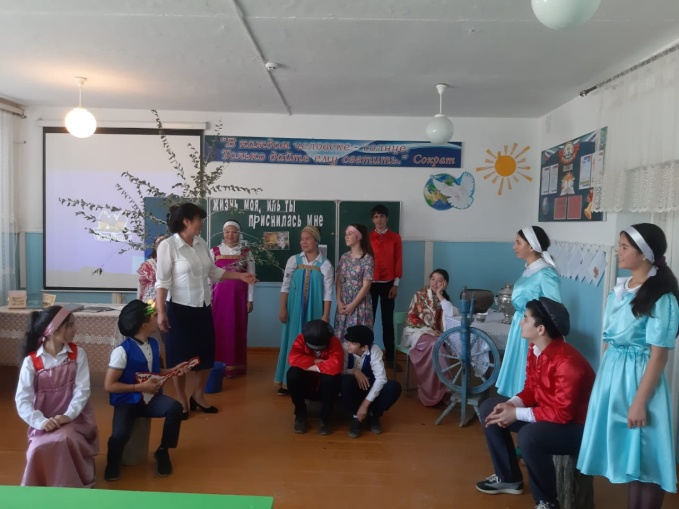 "В каждом человеке - солнце.
Только дайте ему светить." Сократ
Жизнь моя, иль ты
приснилась мне